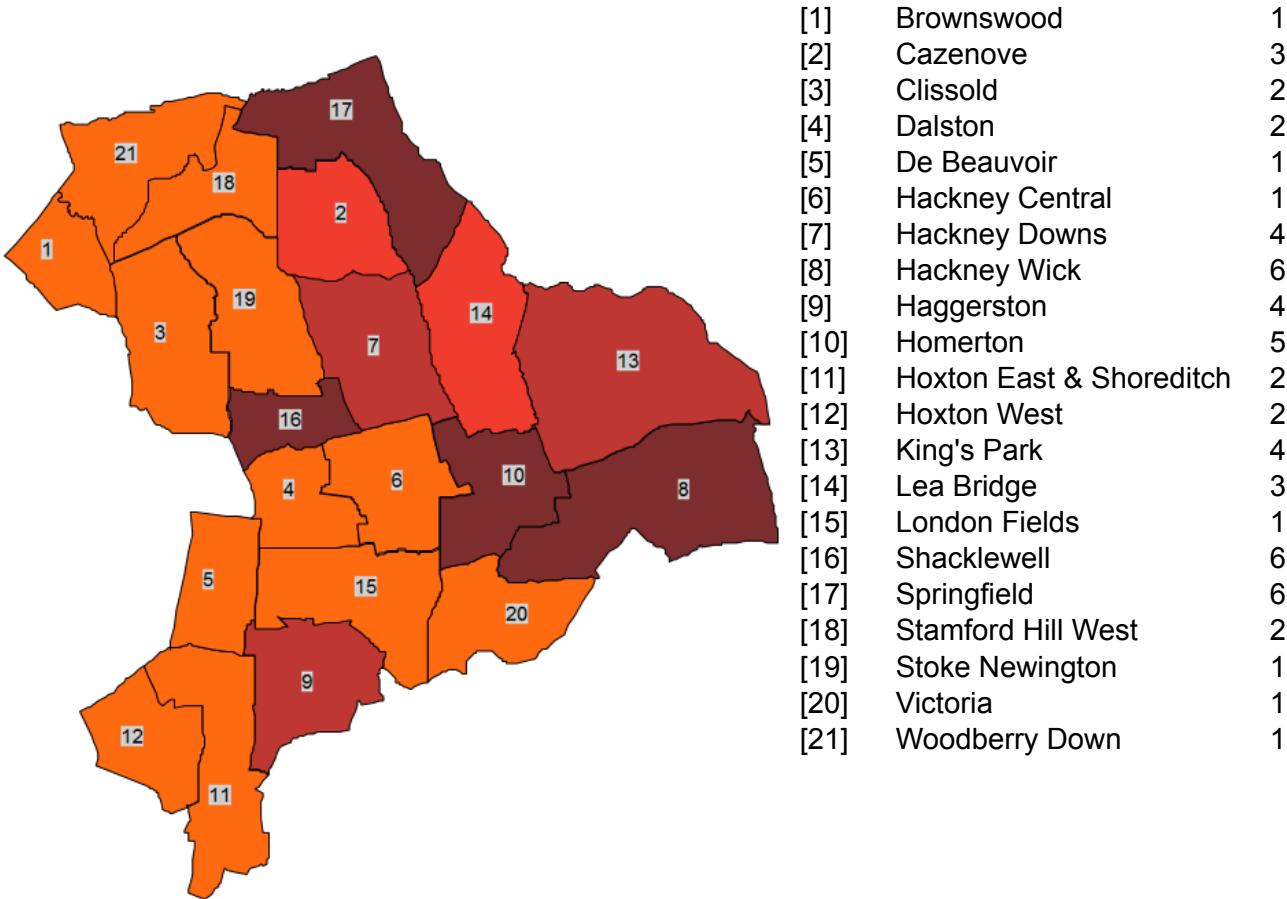 [1] Brownswood 1
[2] Cazenove 3
[3] Clissold 2
[4] Dalston 2
[5] De Beauvoir 1
[6] Hackney Central 1
[7] Hackney Downs 4
[8] Hackney Wick 6
[9] Haggerston 4
[10] Homerton 5
[11] Hoxton East & Shoreditch 2
[12] Hoxton West 2
[13] King's Park 4
[14] Lea Bridge 3
[15] London Fields 1
[16] Shacklewell 6
[17] Springfield 6
[18] Stamford Hill West 2
[19] Stoke Newington 1
[20] Victoria 1
[21] Woodberry Down 1
17
21
18
2
1
19
14
3
7
13
16
10
6
4
8
5
15
20
9
12
11